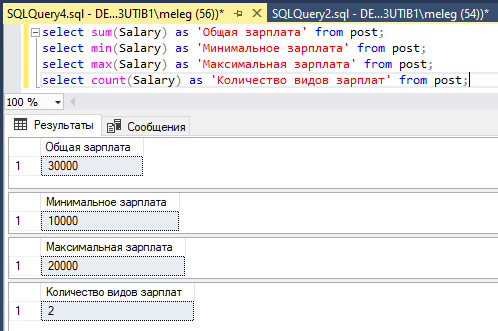 SQLQuery4.sql - DE...3UTIB1\meleg (56))* SQLQuery2.sql - DE...3UTIB1\meleg (54))*
select sum(Salary) as 'Общая зарплата' from post;
select min(Salary) as 'Минимальное зарплата' from post;
select max(Salary) as 'Максимальная зарплата' from post;
select count(Salary) as 'Количество видов зарплат' from post;
100 %
Результаты Сообщения
Общая зарплата
1 30000
Минимальное зарплата
1 10000
Максимальная зарплата
1 20000
Количество видов зарплат
1 2